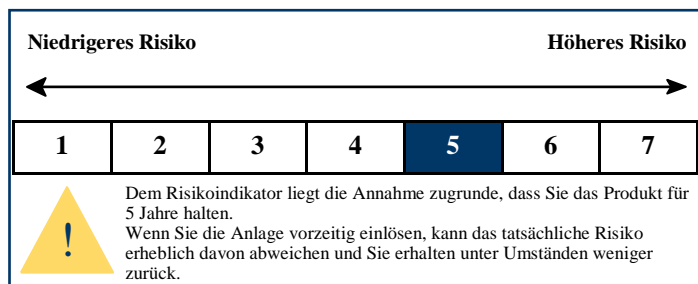 Niedrigeres Risiko Höheres Risiko
1 2 3 4 5 6 7
Dem Risikoindikator liegt die Annahme zugrunde, dass Sie das Produkt für
5 Jahre halten.
Wenn Sie die Anlage vorzeitig einlösen, kann das tatsächliche Risiko
erheblich davon abweichen und Sie erhalten unter Umständen weniger
zurück.
!